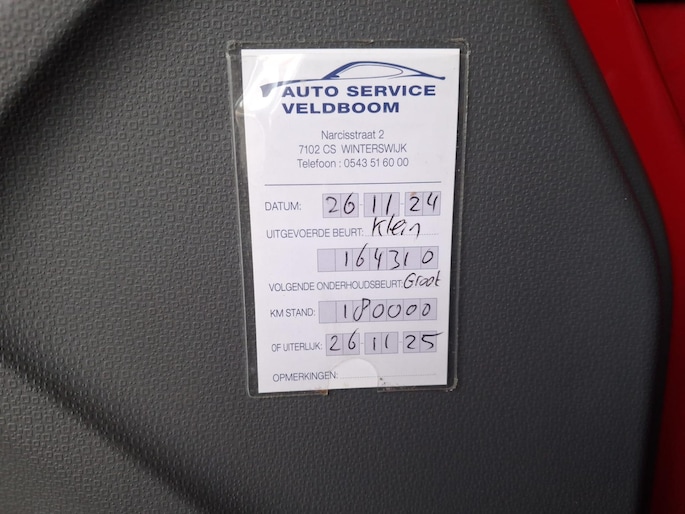 AUTO SERVICE
VELDBOOM
Narcisstraat 2
7102 CS WINTERSWIJK
Telefoon : 0543 51 60 00
DATUM: 26-11-24
UITGEVOERDE BEURT: Klein
164310
VOLGENDE ONDERHOUDSBEURT: Groot
KM STAND: 180000
OF UITERLIJK: 26-11-25
OPMERKINGEN: